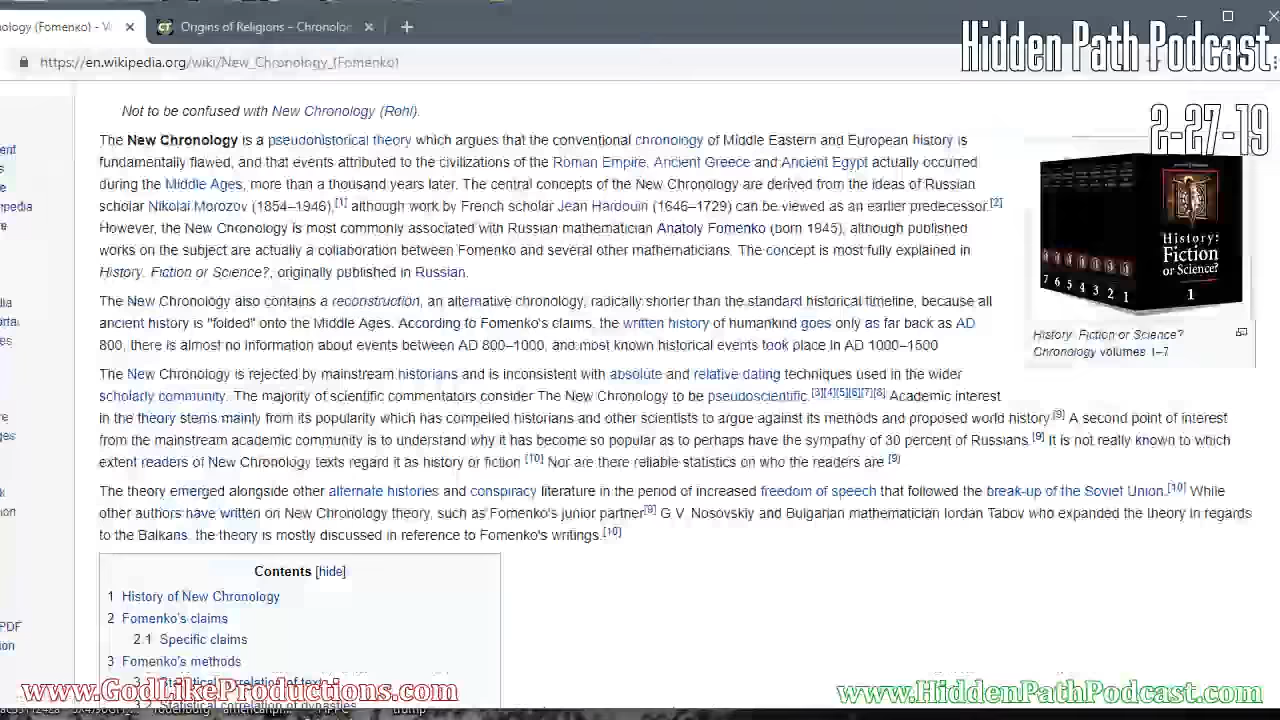 nology (Fomenko) - W
Origins of Religions - Chronolog
Hidden Path Podcast
https://en.wikipedia.org/wiki/New_Chronology_(Fomenko)
2-27-19
Not to be confused with New Chronology (Rohl).
The New Chronology is a pseudohistorical theory which argues that the conventional chronology of Middle Eastern and European history is
fundamentally flawed, and that events attributed to the civilizations of the Roman Empire, Ancient Greece and Ancient Egypt actually occurred
during the Middle Ages, more than a thousand years later. The central concepts of the New Chronology are derived from the ideas of Russian
scholar Nikolai Morozov (1854–1946),[1] although work by French scholar Jean Hardouin (1646–1729) can be viewed as an earlier predecessor.[2]
However, the New Chronology is most commonly associated with Russian mathematician Anatoly Fomenko (born 1945), although published
works on the subject are actually a collaboration between Fomenko and several other mathematicians. The concept is most fully explained in
History: Fiction or Science?, originally published in Russian.
The New Chronology also contains a reconstruction, an alternative chronology, radically shorter than the standard historical timeline, because all
ancient history is "folded" onto the Middle Ages. According to Fomenko's claims, the written history of humankind goes only as far back as AD
800, there is almost no information about events between AD 800–1000, and most known historical events took place in AD 1000–1500
The New Chronology is rejected by mainstream historians and is inconsistent with absolute and relative dating techniques used in the wider
scholarly community. The majority of scientific commentators consider The New Chronology to be pseudoscientific.[3][4][5][6][7][8] Academic interest
in the theory stems mainly from its popularity which has compelled historians and other scientists to argue against its methods and proposed world history.[9] A second point of interest
from the mainstream academic community is to understand why it has become so popular as to perhaps have the sympathy of 30 percent of Russians.[9] It is not really known to which
extent readers of New Chronology texts regard it as history or fiction [10] Nor are there reliable statistics on who the readers are [9]
The theory emerged alongside other alternate histories and conspiracy literature in the period of increased freedom of speech that followed the break-up of the Soviet Union.[10] While
other authors have written on New Chronology theory, such as Fomenko's junior partner[9] G V Nosovskiy and Bulgarian mathematician Iordan Tabov who expanded the theory in regards
to the Balkans, the theory is mostly discussed in reference to Fomenko's writings.[10]
History:
Fiction
or Science?
7 6 5 4 3 2 1
1
History: Fiction or Science?
Chronology volumes 1–7
Contents [hide]
1 History of New Chronology
2 Fomenko's claims
2.1 Specific claims
3 Fomenko's methods
3.1 Statistical correlation of texts
3.2 Statistical correlation of dynasties
PDF
www.GodLikeProductions.com
www.HiddenPathPodcast.com
trump